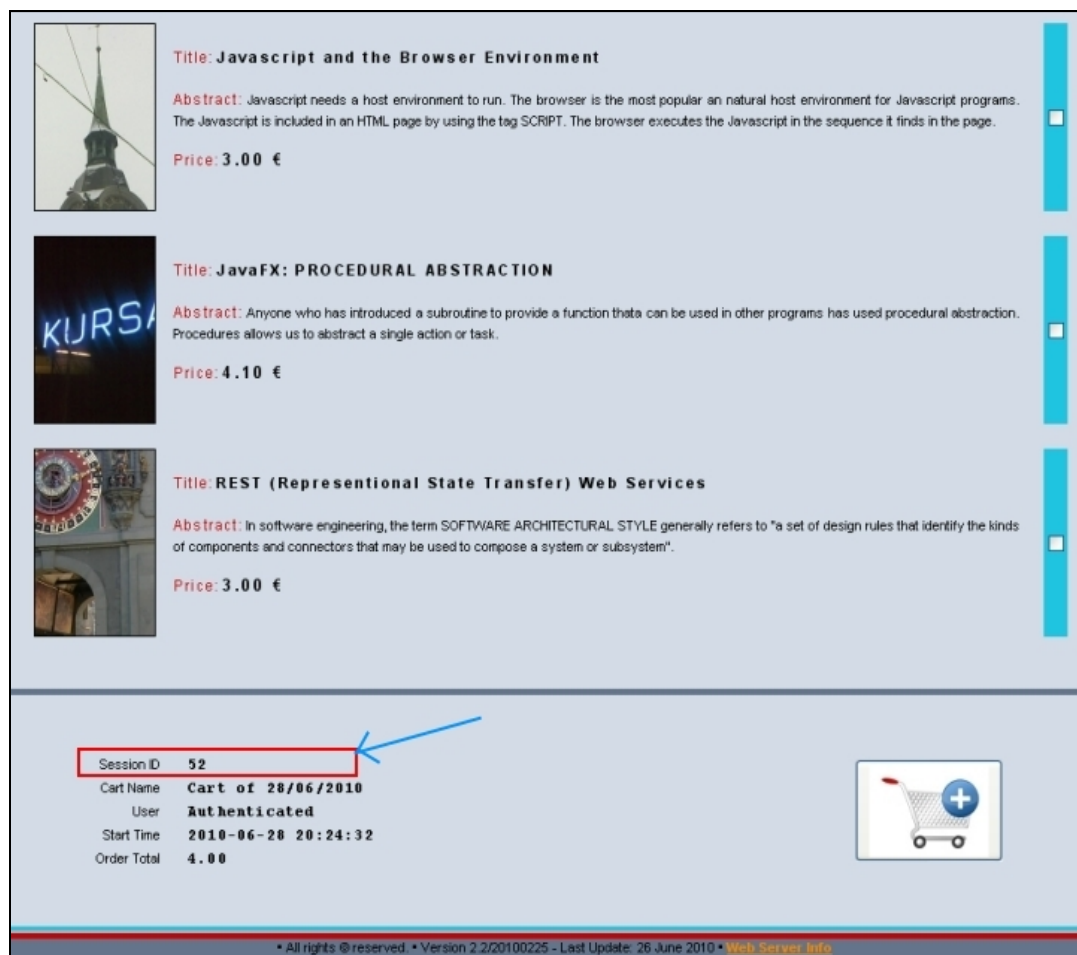 Title: Javascript and the Browser Environment
Abstract: Javascript needs a host environment to run. The browser is the most popular an natural host environment for Javascript programs.
The Javascript is included in an HTML page by using the tag SCRIPT. The browser executes the Javascript in the sequence it finds in the page.
Price: 3.00 €
KURSA
Title: JavaFX: PROCEDURAL ABSTRACTION
Abstract: Anyone who has introduced a subroutine to provide a function thata can be used in other programs has used procedural abstraction.
Procedures allows us to abstract a single action or task.
Price: 4.10 €
Title: REST (Representional State Transfer) Web Services
Abstract: In software engineering, the term SOFTWARE ARCHITECTURAL STYLE generally refers to "a set of design rules that identify the kinds
of components and connectors that may be used to compose a system or subsystem".
Price: 3.00 €
Session ID 52
Cart Name Cart of 28/06/2010
User Authenticated
Start Time 2010-06-28 20:24:32
Order Total 4.00
• All rights @ reserved. • Version 2.2/20100225 - Last Update: 26 June 2010 • Web Server Info